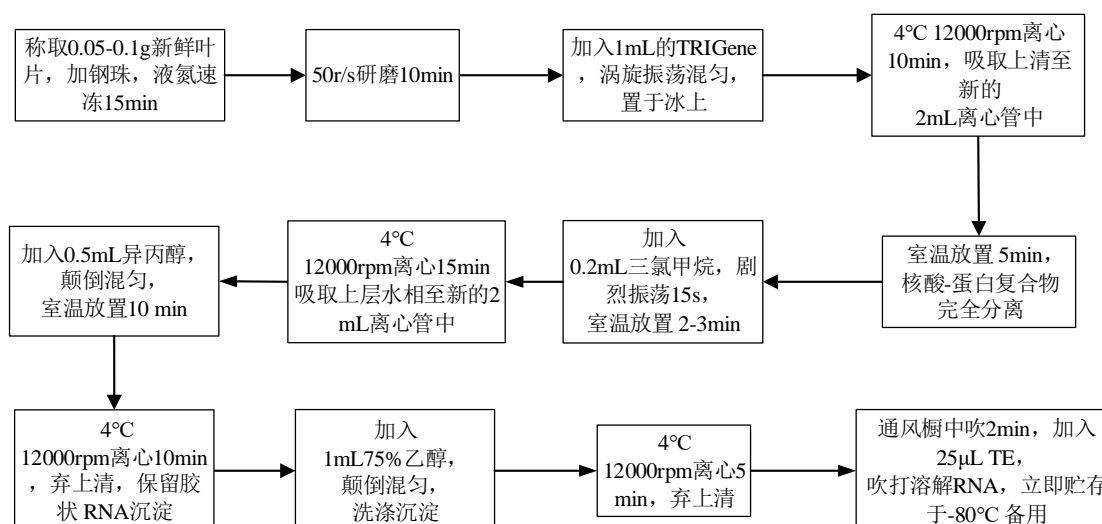 称取0.05-0.1g新鲜叶
片，加钢珠，液氮速
冻15min
50r/s研磨10min
加入1mL的TRIGene
，涡旋振荡混匀，
置于冰上
4°C 12000rpm离心
10min，吸取上清至
新的
2mL离心管中
室温放置 5min，
核酸-蛋白复合物
完全分离
加入
0.2mL三氯甲烷，剧
烈振荡15s，
室温放置 2-3min
4°C
12000rpm离心15min
吸取上层水相至新的2
mL离心管中
加入0.5mL异丙醇，
颠倒混匀，
室温放置10 min
4°C
12000rpm离心10min
，弃上清，保留胶
状 RNA沉淀
加入
1mL75%乙醇，
颠倒混匀，
洗涤沉淀
4°C
12000rpm离心5
min，弃上清
通风橱中吹2min，加入
25μL TE，
吹打溶解RNA，立即贮存
于-80°C 备用